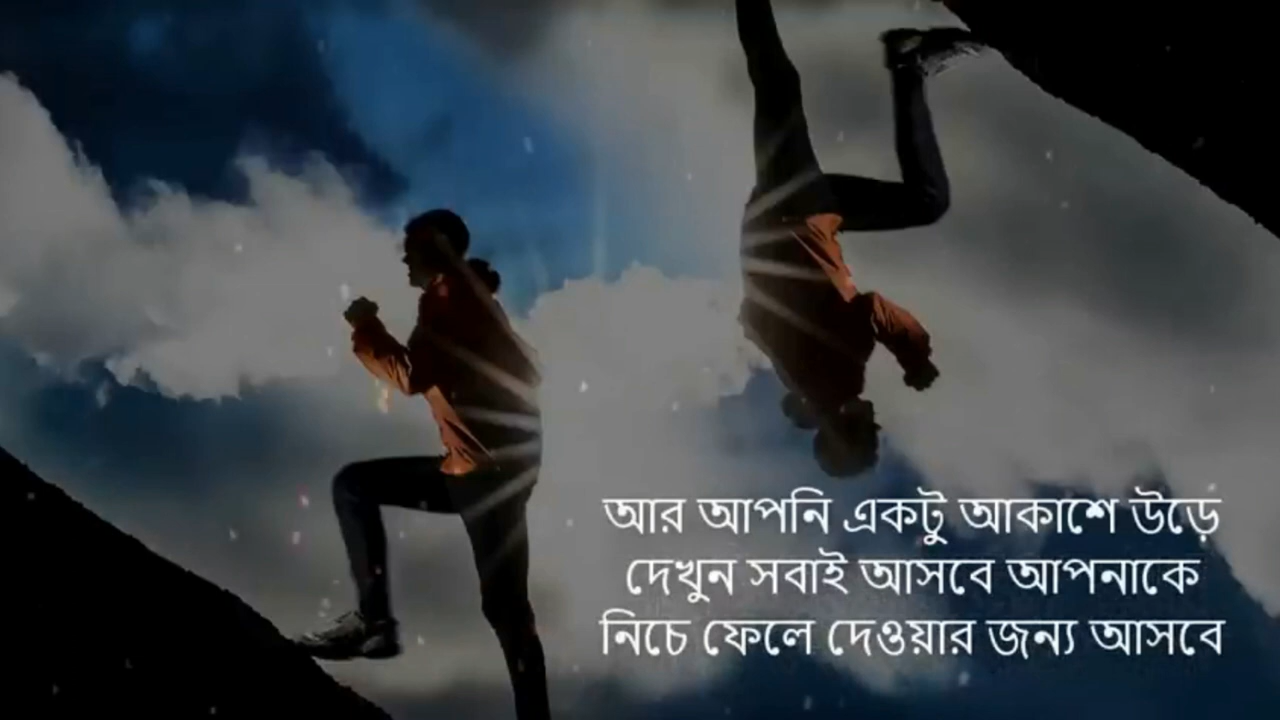 আর আপনি একটু আকাশে উড়ে
দেখুন সবাই আসবে আপনাকে
নিচে ফেলে দেওয়ার জন্য আসবে